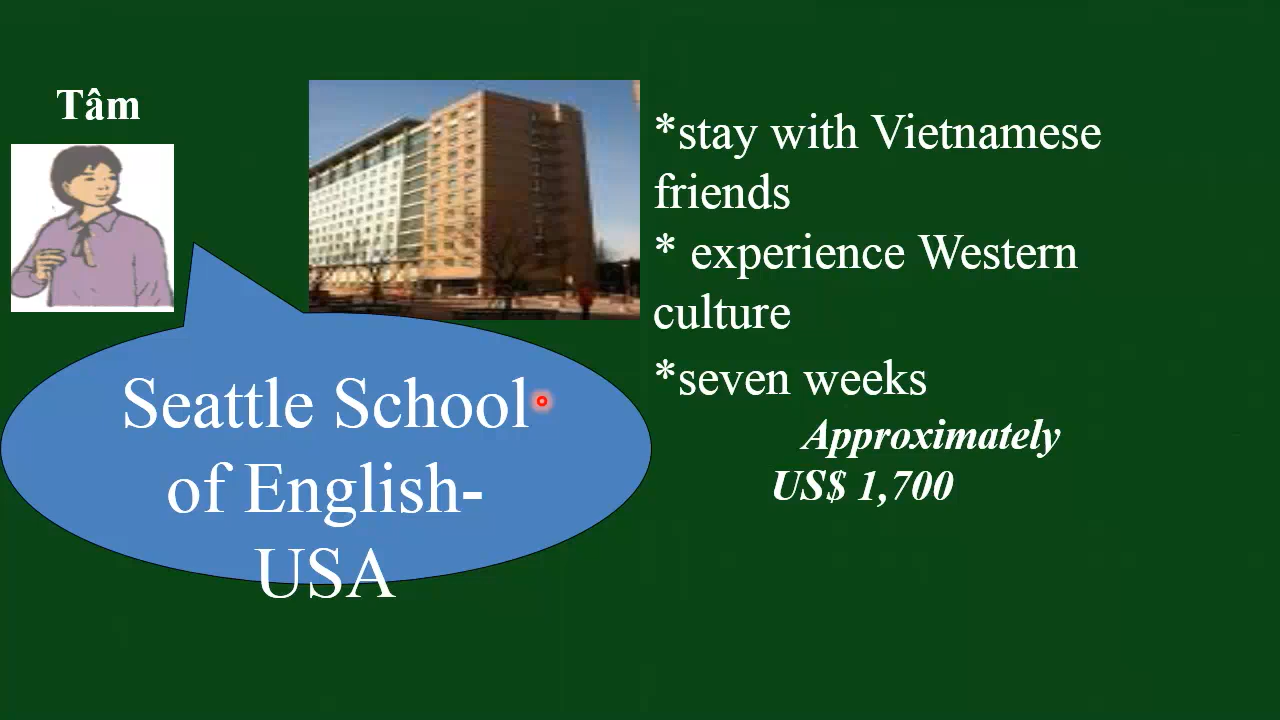 Tâm
Seattle School
of English-
USA
*stay with Vietnamese
friends
* experience Western
culture
*seven weeks
Approximately
US$ 1,700